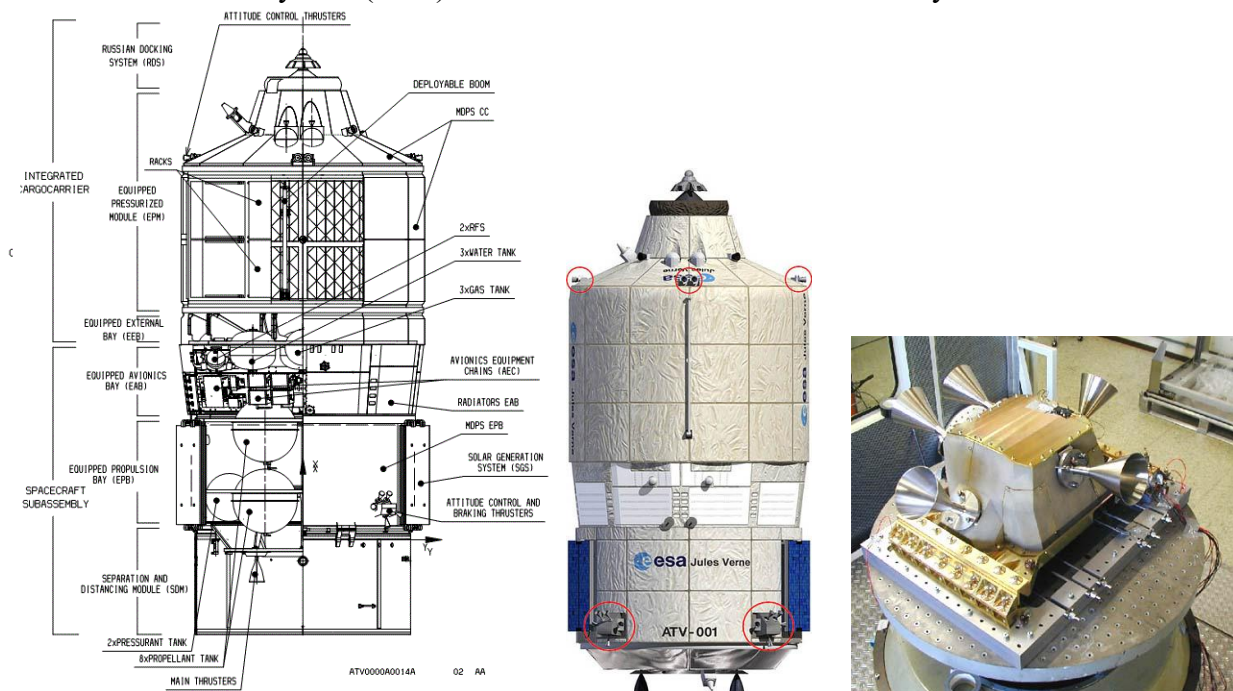 ATTITUDE CONTROL THRUSTERS
RUSSIAN DOCKING
SYSTEM (RDS)
DEPLOYABLE BOOM
MDPS CC
RACKS
INTEGRATED
CARGOCARRIER
EQUIPPED
PRESSURIZED
MODULE (EPM)
2xRFS
3xWATER TANK
3xGAS TANK
EQUIPPED EXTERNAL
BAY (EEB)
EQUIPPED AVIONICS
BAY (EAB)
AVIONICS EQUIPMENT
CHAINS (AEC)
RADIATORS EAB
MDPS EPB
SOLAR GENERATION
SYSTEM (SGS)
EQUIPPED PROPULSION
BAY (EPB)
SPACECRAFT
SUBASSEMBLY
ATTITUDE CONTROL AND
BRAKING THRUSTERS
X
Y
SEPARATION AND
DISTANCING MODULE (SDM)
2xPRESSURANT TANK
8xPROPELLANT TANK
MAIN THRUSTERS
ATV0000A0014A 02 AA
esa
Jules Verne
esa
esa Jules Verne
esa Jules Verne
ATV-001